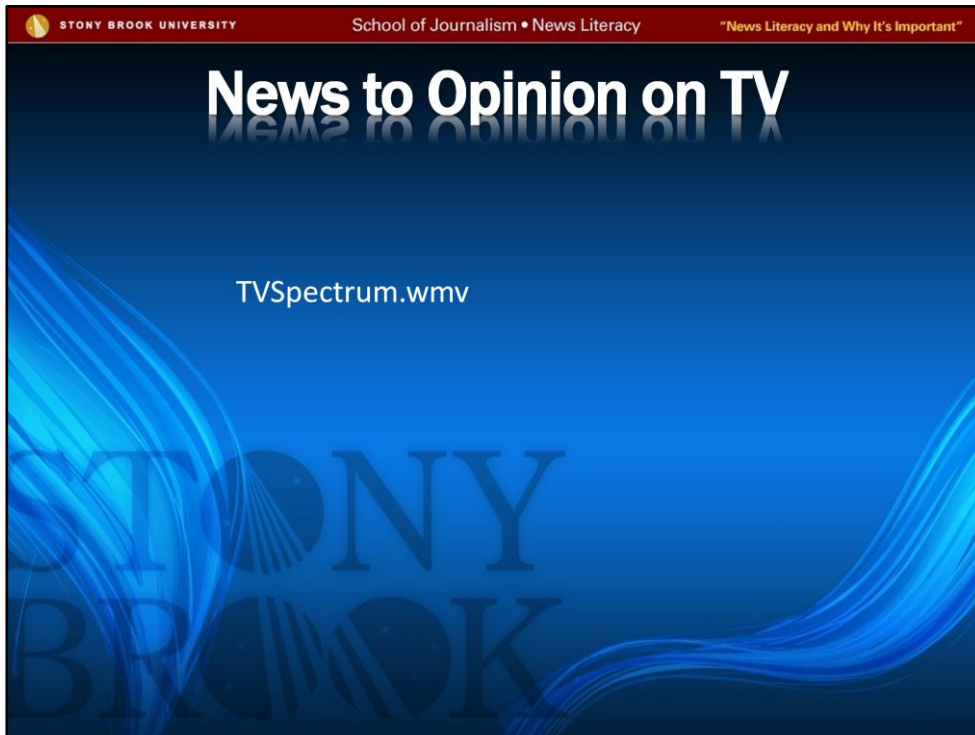 STONY BROOK UNIVERSITY
School of Journalism • News Literacy
"News Literacy and Why It's Important"
News to Opinion on TV
TVSpectrum.wmv
STONY
BROOK